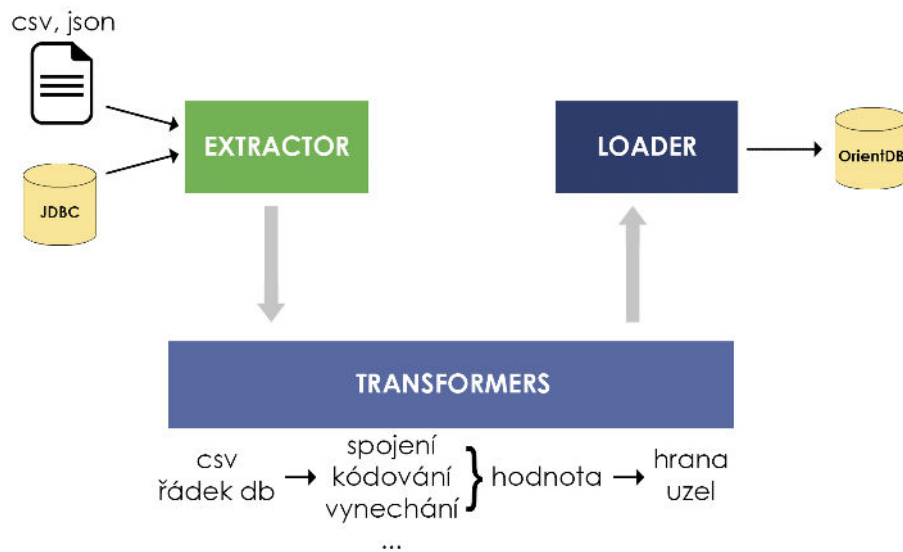 csv, json
EXTRACTOR
LOADER
OrientDB
JDBC
TRANSFORMERS
csv
řádek db
spojení
kódování
vynechání
...
}
hodnota
hrana
uzel